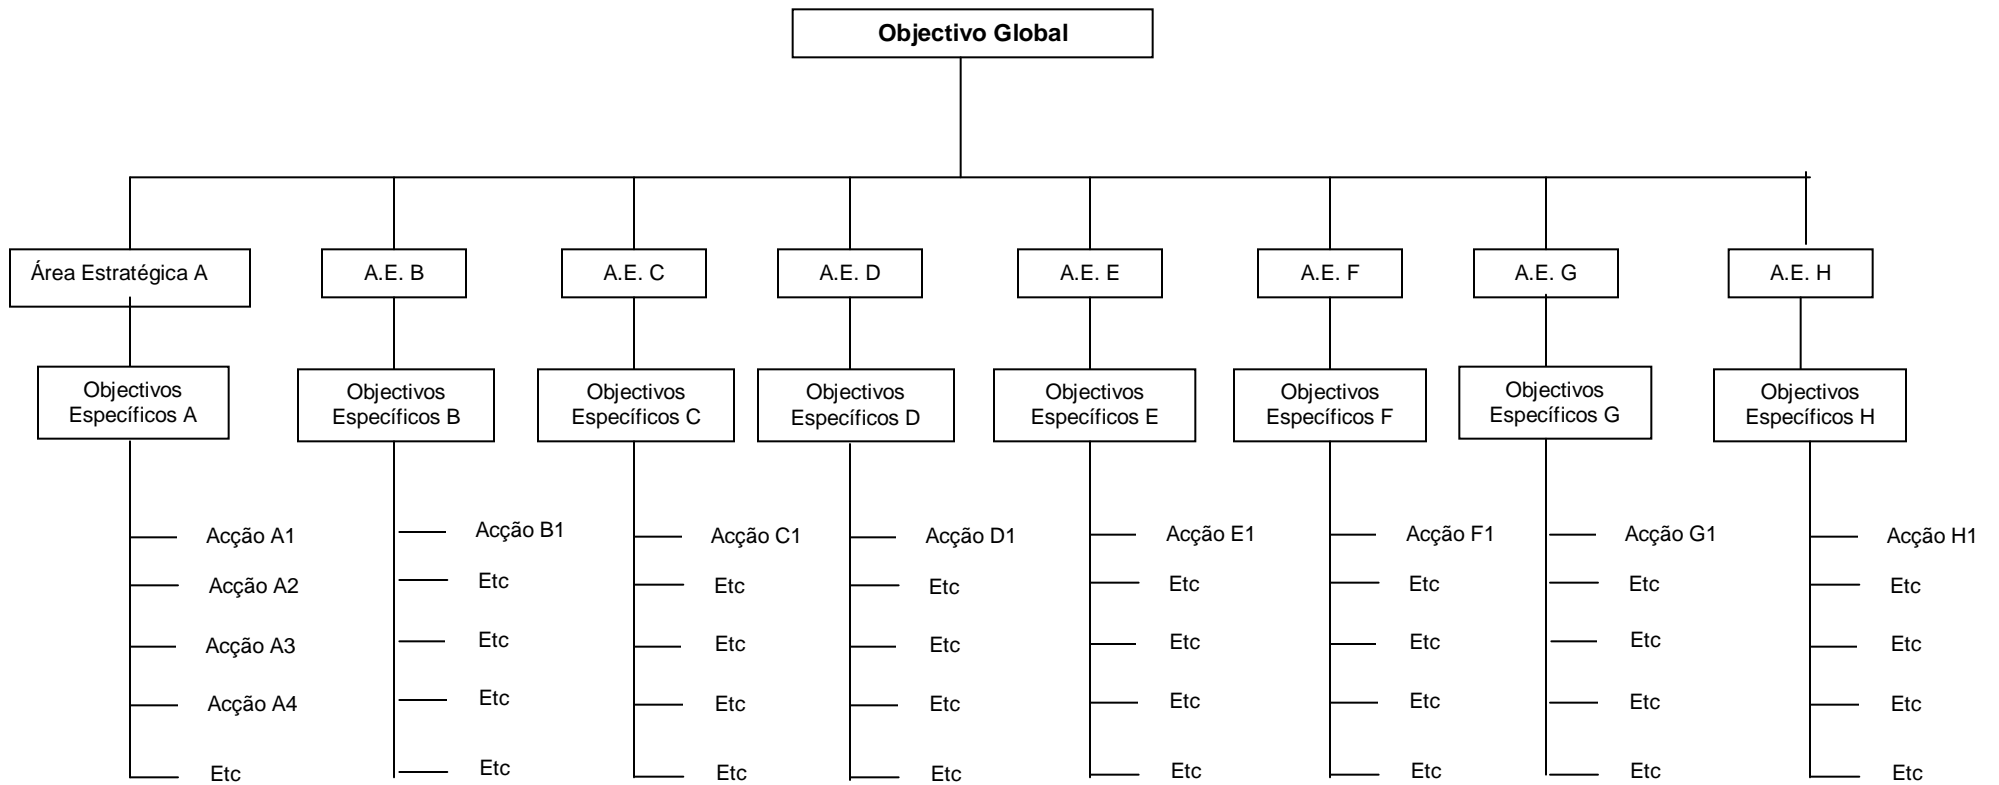 Objectivo Global
Área Estratégica A
A.E. B
A.E. C
A.E. D
A.E. E
A.E. F
A.E. G
A.E. H
Objectivos
Específicos A
Objectivos
Específicos B
Objectivos
Específicos C
Objectivos
Específicos D
Objectivos
Específicos E
Objectivos
Específicos F
Objectivos
Específicos G
Objectivos
Específicos H
Acção A1
Acção A2
Acção A3
Acção A4
Etc
Acção B1
Etc
Etc
Etc
Etc
Acção C1
Etc
Etc
Etc
Etc
Acção D1
Etc
Etc
Etc
Etc
Acção E1
Etc
Etc
Etc
Etc
Acção F1
Etc
Etc
Etc
Etc
Acção G1
Etc
Etc
Etc
Etc
Acção H1
Etc
Etc
Etc
Etc